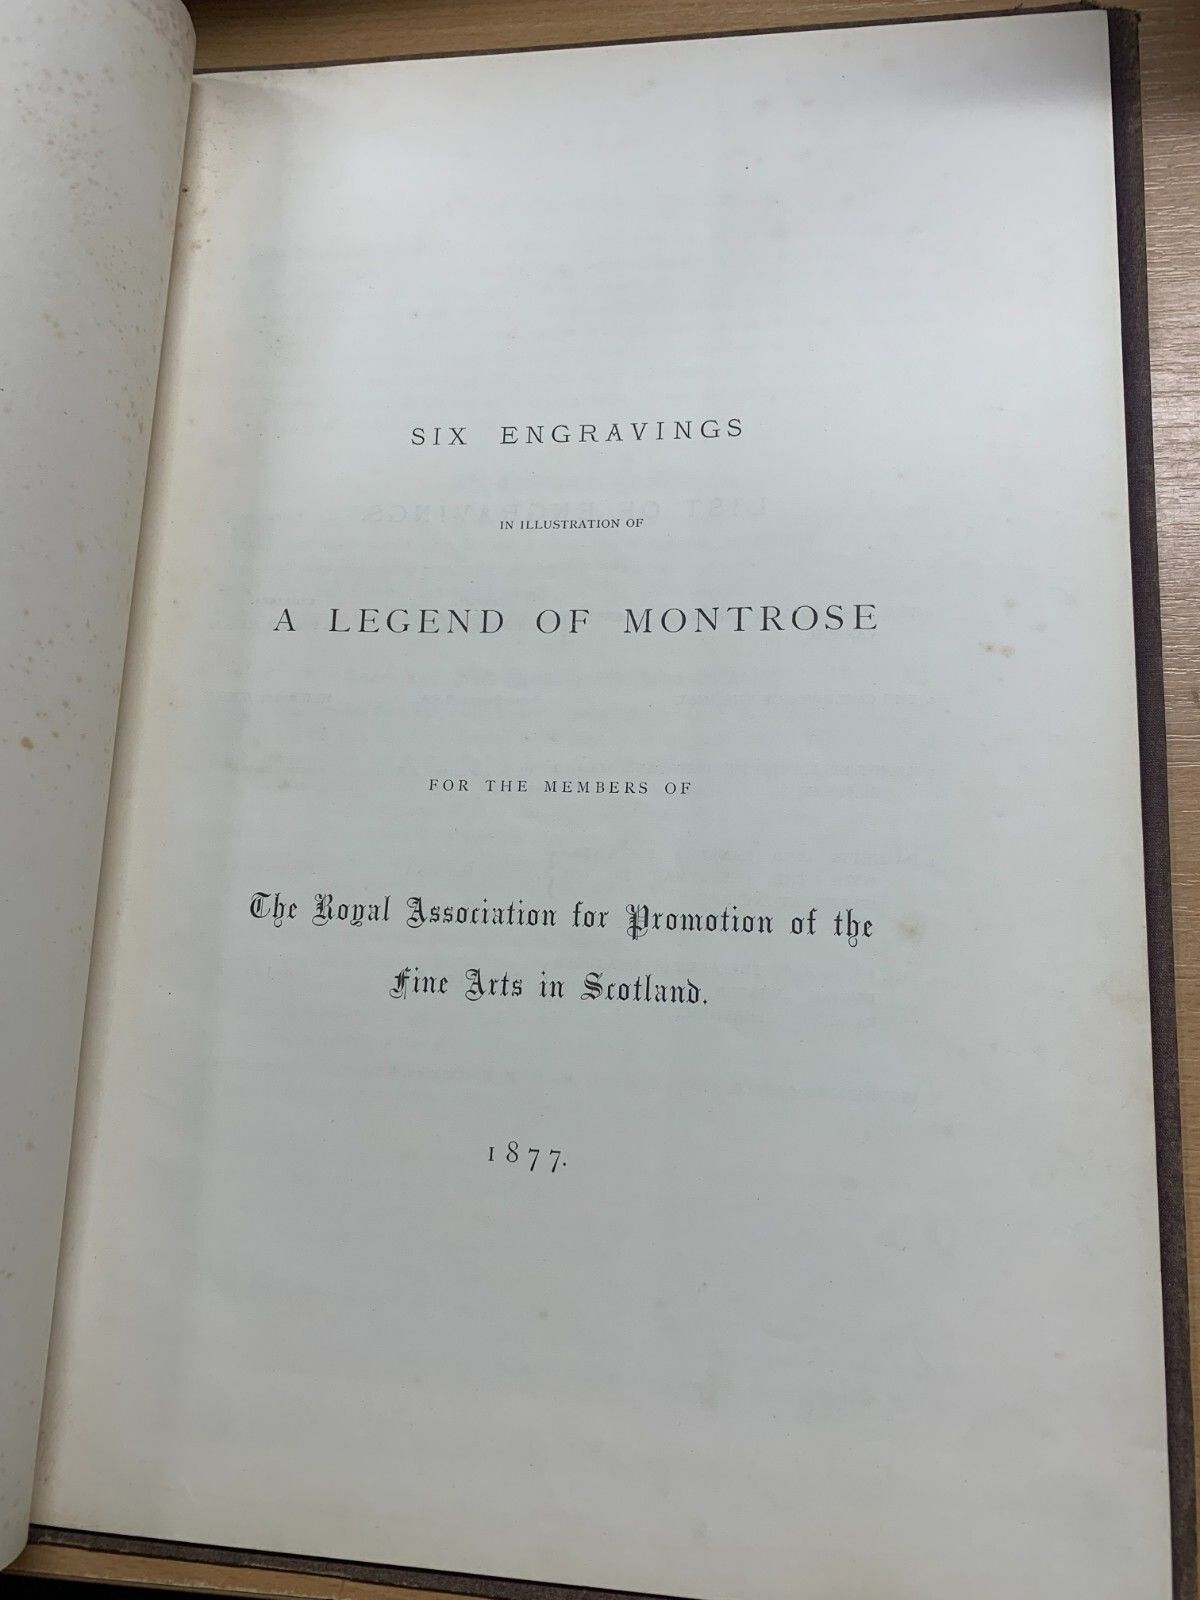 SIX ENGRAVINGS
IN ILLUSTRATION OF
A LEGEND OF MONTROSE
FOR THE MEMBERS OF
The Royal Association for Promotion of the
Fine Arts in Scotland.
1877.